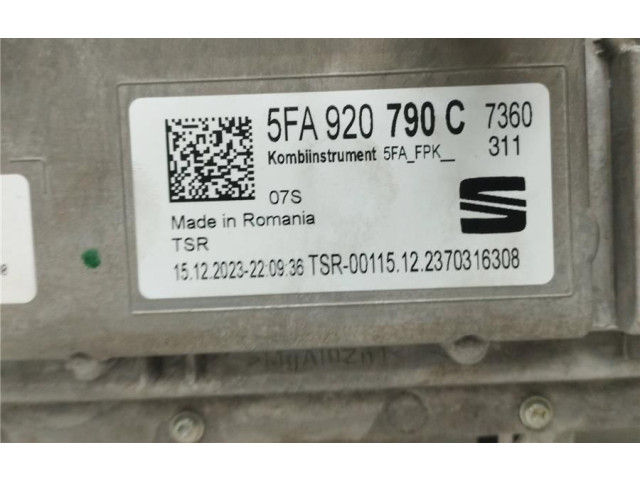 5FA 920 790 C 7360
Kombiinstrument 5FA_FPK__ 311
07S
Made in Romania
TSR
15.12.2023-22:09:36 TSR-00115.12.2370316308